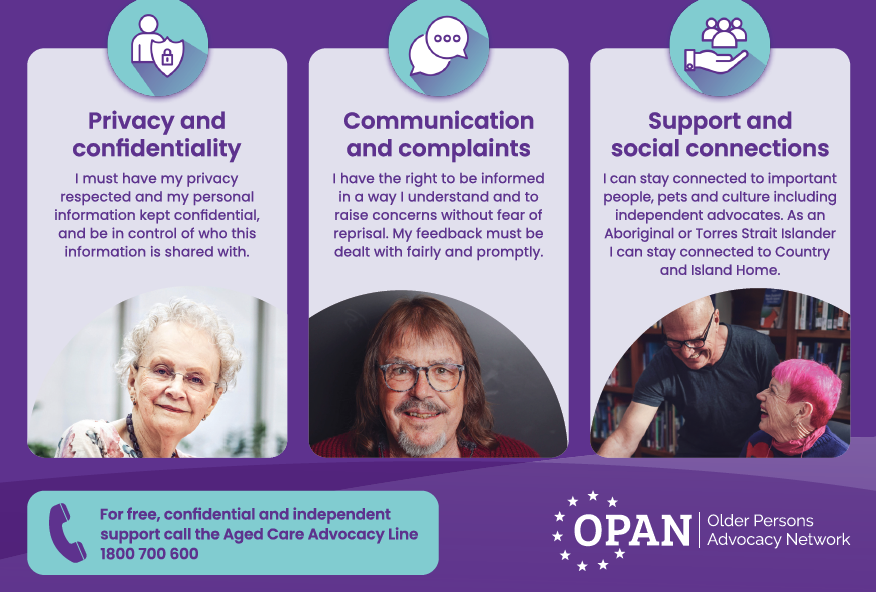 Privacy and
confidentiality
I must have my privacy
respected and my personal
information kept confidential,
and be in control of who this
information is shared with.
Communication
and complaints
I have the right to be informed
in a way I understand and to
raise concerns without fear of
reprisal. My feedback must be
dealt with fairly and promptly.
Support and
social connections
I can stay connected to important
people, pets and culture including
independent advocates. As an
Aboriginal or Torres Strait Islander
I can stay connected to Country
and Island Home.
For free, confidential and independent
support call the Aged Care Advocacy Line
1800 700 600
OPAN
Older Persons
Advocacy Network